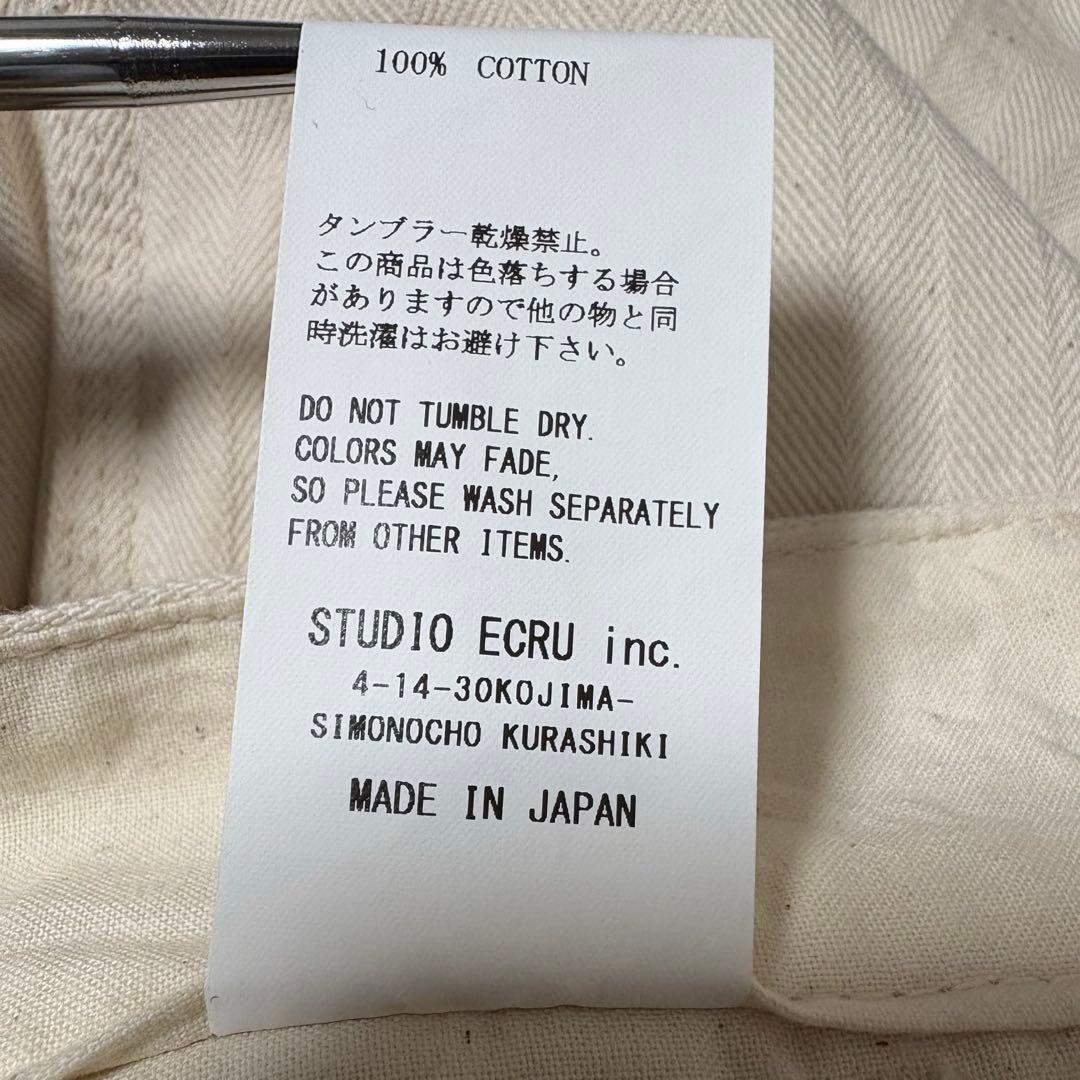 100% COTTON
タンブラー乾燥禁止。
この商品は色落ちする場合
がありますので他の物と同
時洗濯はお避け下さい。
DO NOT TUMBLE DRY.
COLORS MAY FADE,
SO PLEASE WASH SEPARATELY
FROM OTHER ITEMS.
STUDIO ECRU inc.
4-14-30KOJIMA-
SIMONOCHO KURASHIKI
MADE IN JAPAN